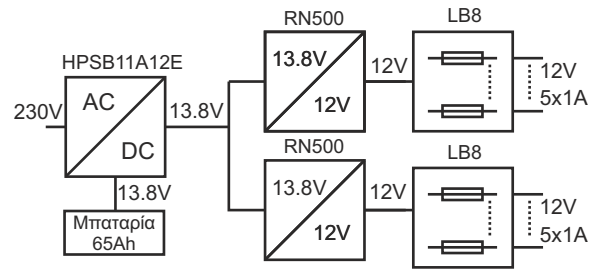 RN500
LB8
HPSB11A12E
13.8V
12V
12V
12V
5x1A
230V
AC
DC
13.8V
13.8V
Μπαταρία
65Ah
RN500
LB8
13.8V
12V
12V
12V
5x1A